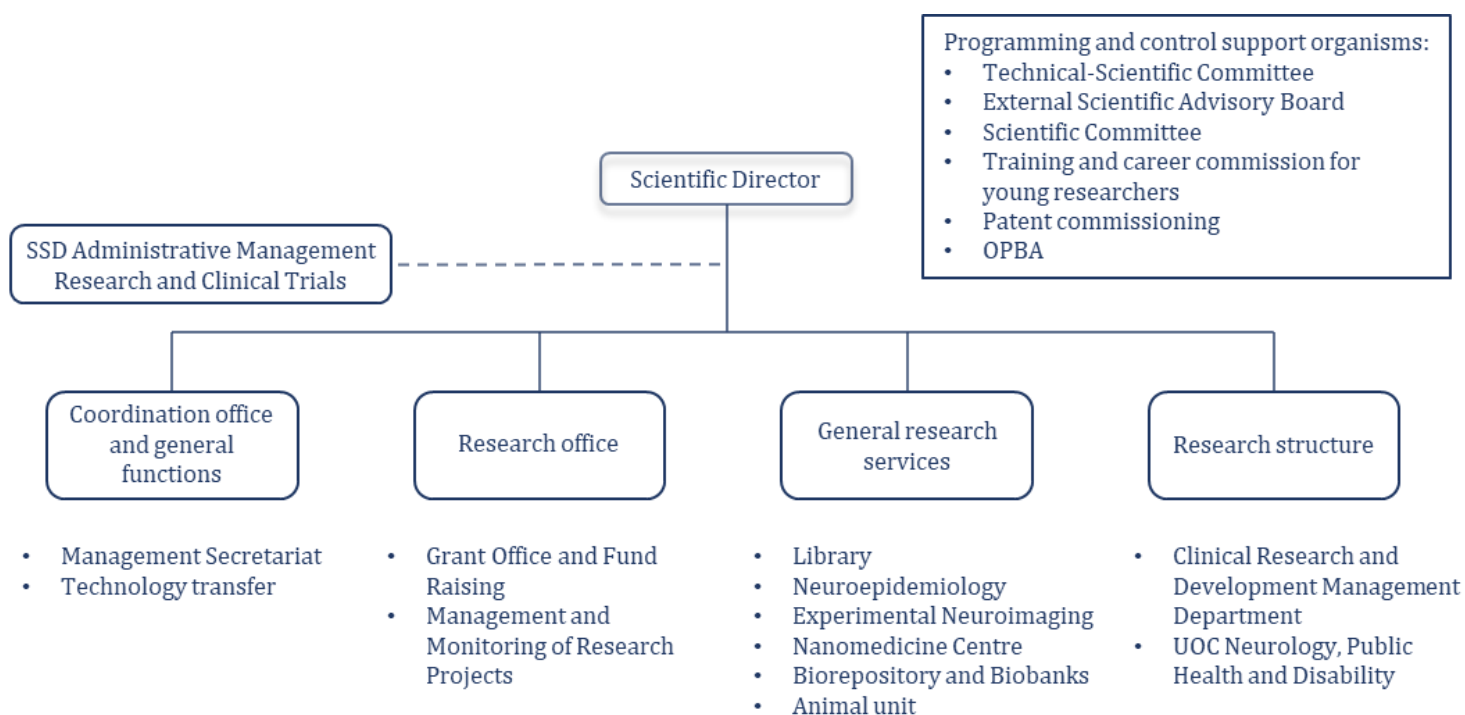 Programming and control support organisms:
• Technical-Scientific Committee
• External Scientific Advisory Board
• Scientific Committee
• Training and career commission for
young researchers
• Patent commissioning
• OPBA
Scientific Director
SSD Administrative Management
Research and Clinical Trials
Coordination office
and general
functions
Research office
General research
services
Research structure
• Management Secretariat
• Technology transfer
• Grant Office and Fund
Raising
• Management and
Monitoring of Research
Projects
• Library
• Neuroepidemiology
• Experimental Neuroimaging
• Nanomedicine Centre
• Biorepository and Biobanks
• Animal unit
• Clinical Research and
Development Management
Department
• UOC Neurology, Public
Health and Disability